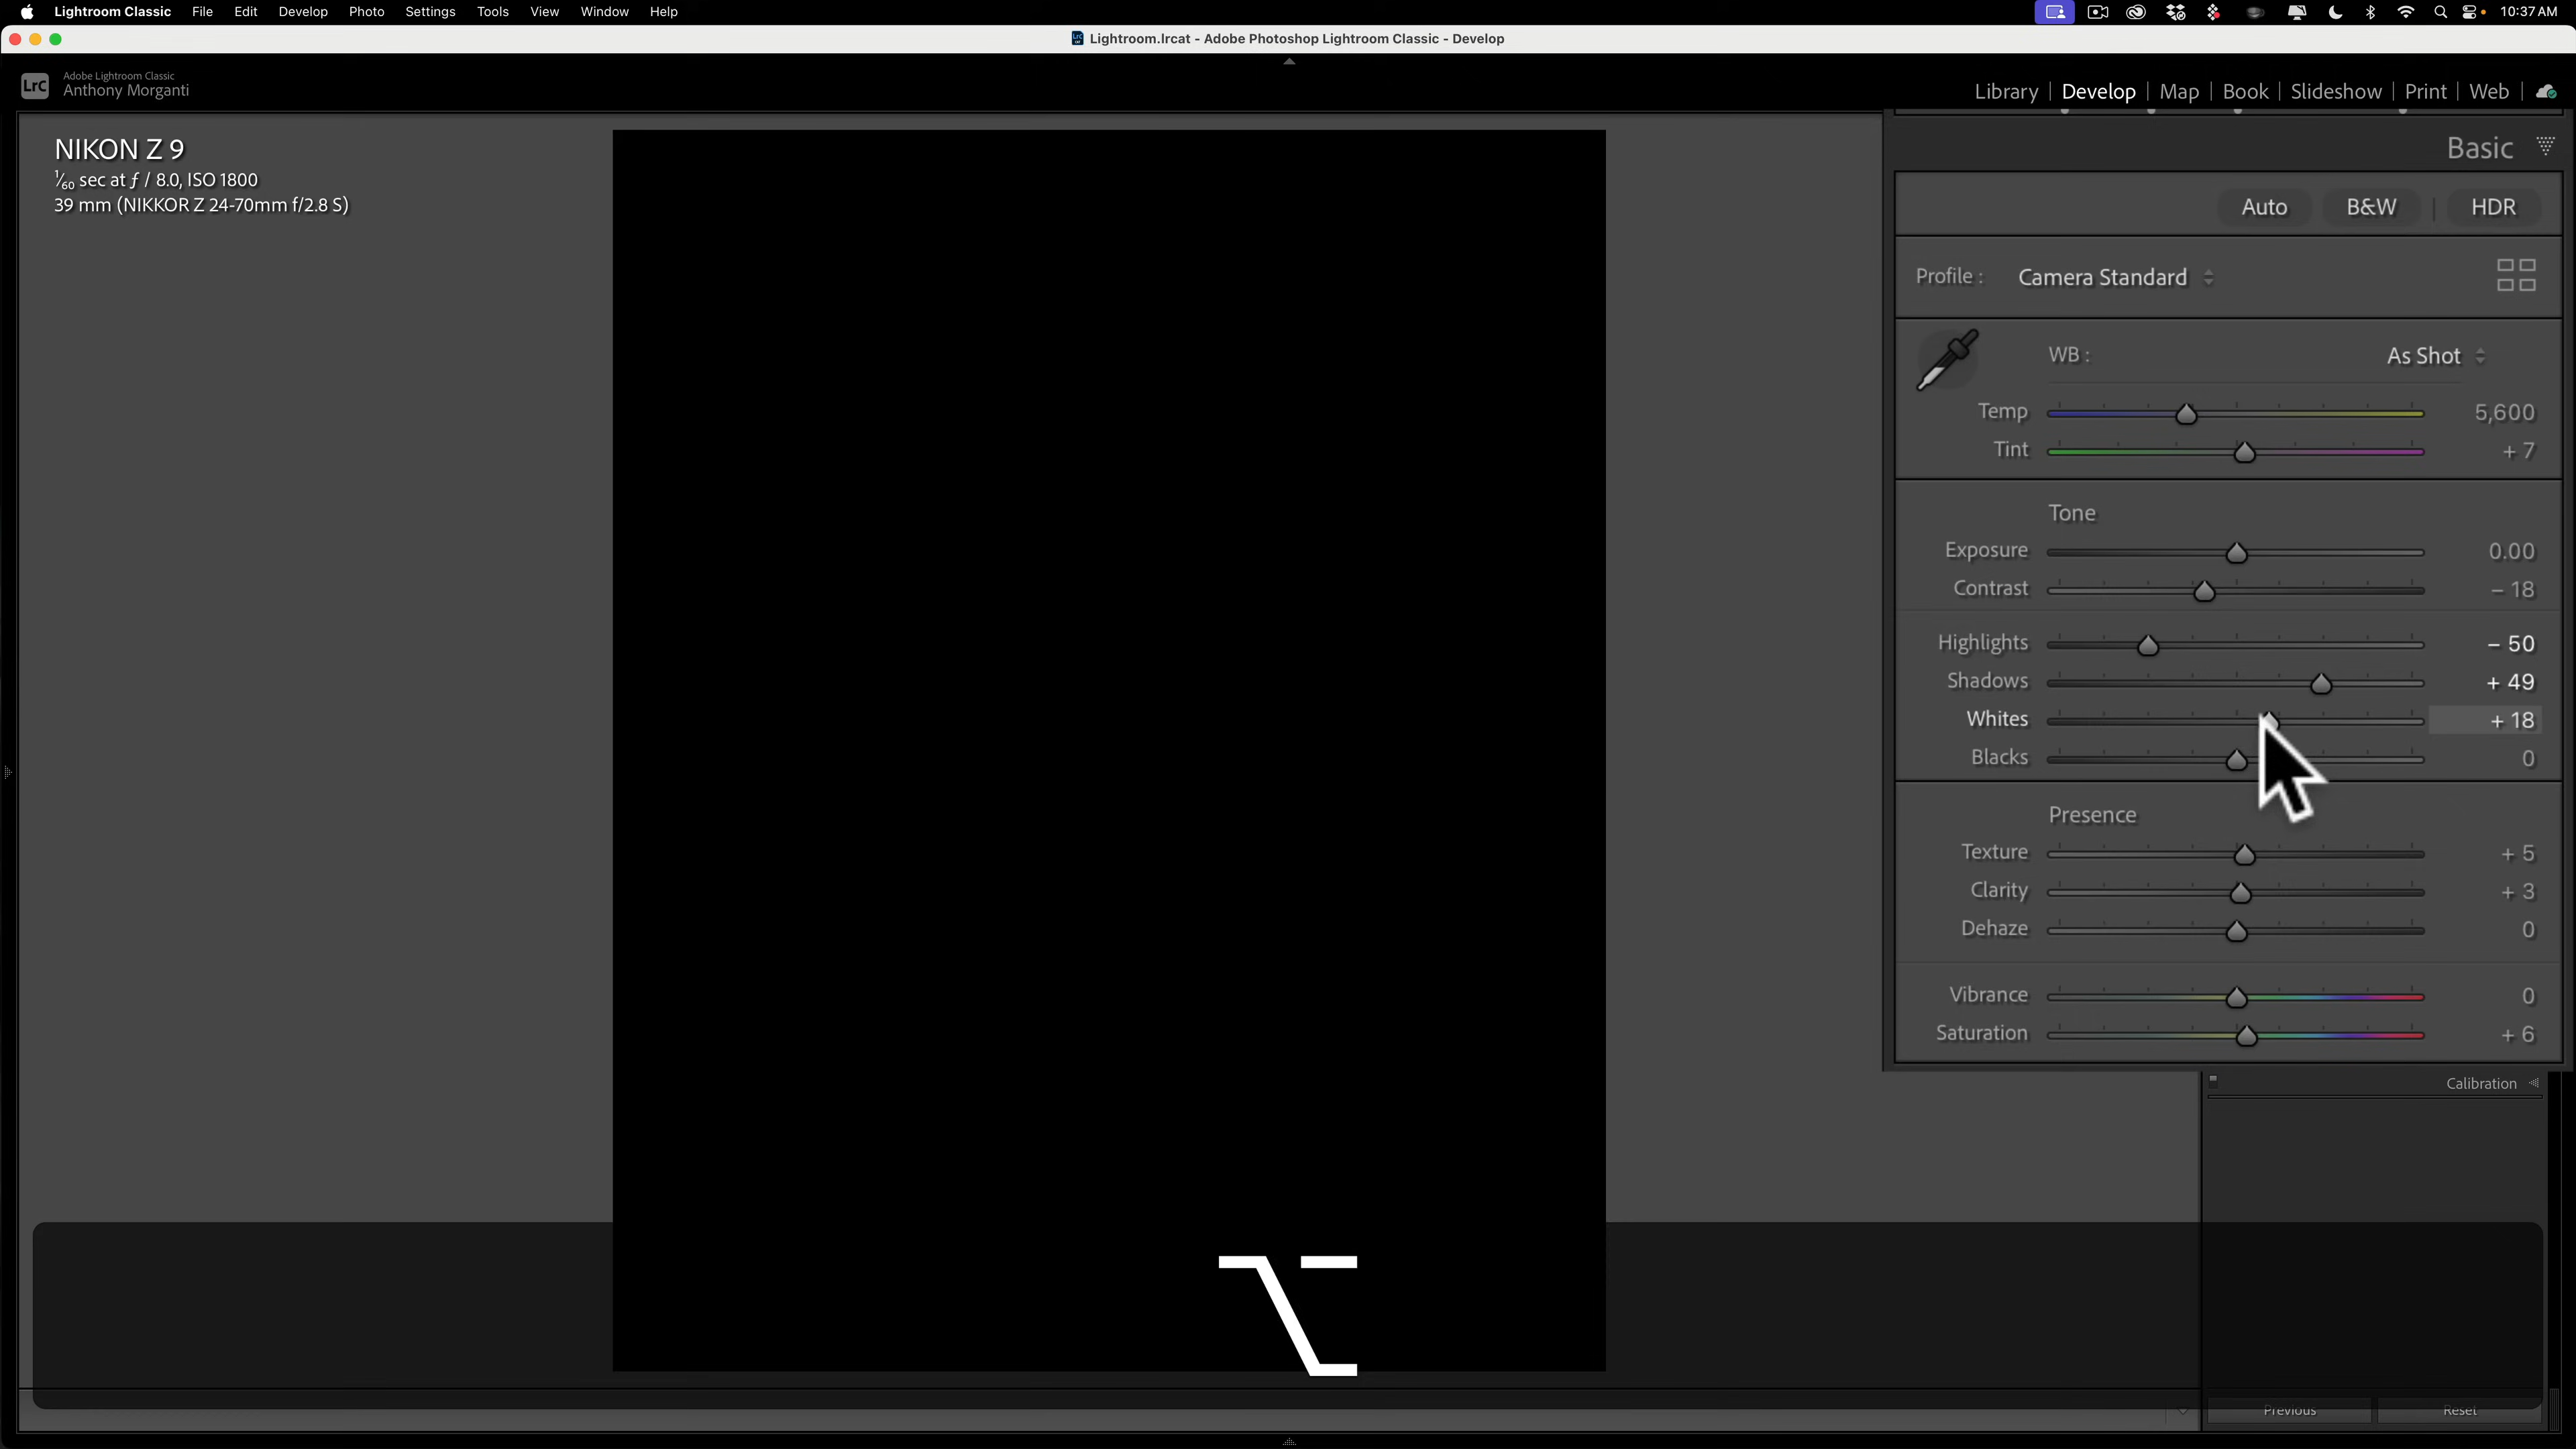 Lightroom Classic File Edit Develop Photo Settings Tools View Window Help 10:37 AM
Lightroom.lrcat - Adobe Photoshop Lightroom Classic - Develop
LrC Adobe Lightroom Classic
Anthony Morganti
Library | Develop | Map | Book | Slideshow | Print | Web
NIKON Z 9
1/60 sec at ƒ / 8.0, ISO 1800
39 mm (NIKKOR Z 24-70mm f/2.8 S)
Basic
Auto B&W HDR
Profile : Camera Standard
WB : As Shot
Temp 5,600
Tint + 7
Tone
Exposure 0.00
Contrast – 18
Highlights – 50
Shadows + 49
Whites + 18
Blacks 0
Presence
Texture + 5
Clarity + 3
Dehaze 0
Vibrance 0
Saturation + 6
Calibration
⌥
Previous Reset